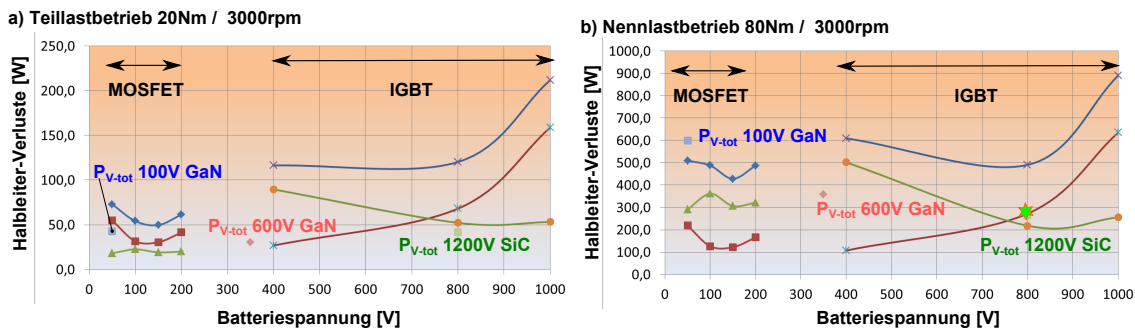 a) Teillastbetrieb 20Nm / 3000rpm
Halbleiter-Verluste [W]
250,0
200,0
150,0
100,0
50,0
0,0
MOSFET
IGBT
PV-tot 100V GaN
PV-tot 600V GaN
PV-tot 1200V SiC
0 100 200 300 400 500 600 700 800 900 1000
Batteriespannung [V]
b) Nennlastbetrieb 80Nm / 3000rpm
Halbleiter-Verluste [W]
1000,0
900,0
800,0
700,0
600,0
500,0
400,0
300,0
200,0
100,0
0,0
MOSFET
IGBT
PV-tot 100V GaN
PV-tot 600V GaN
PV-tot 1200V SiC
0 100 200 300 400 500 600 700 800 900 1000
Batteriespannung [V]